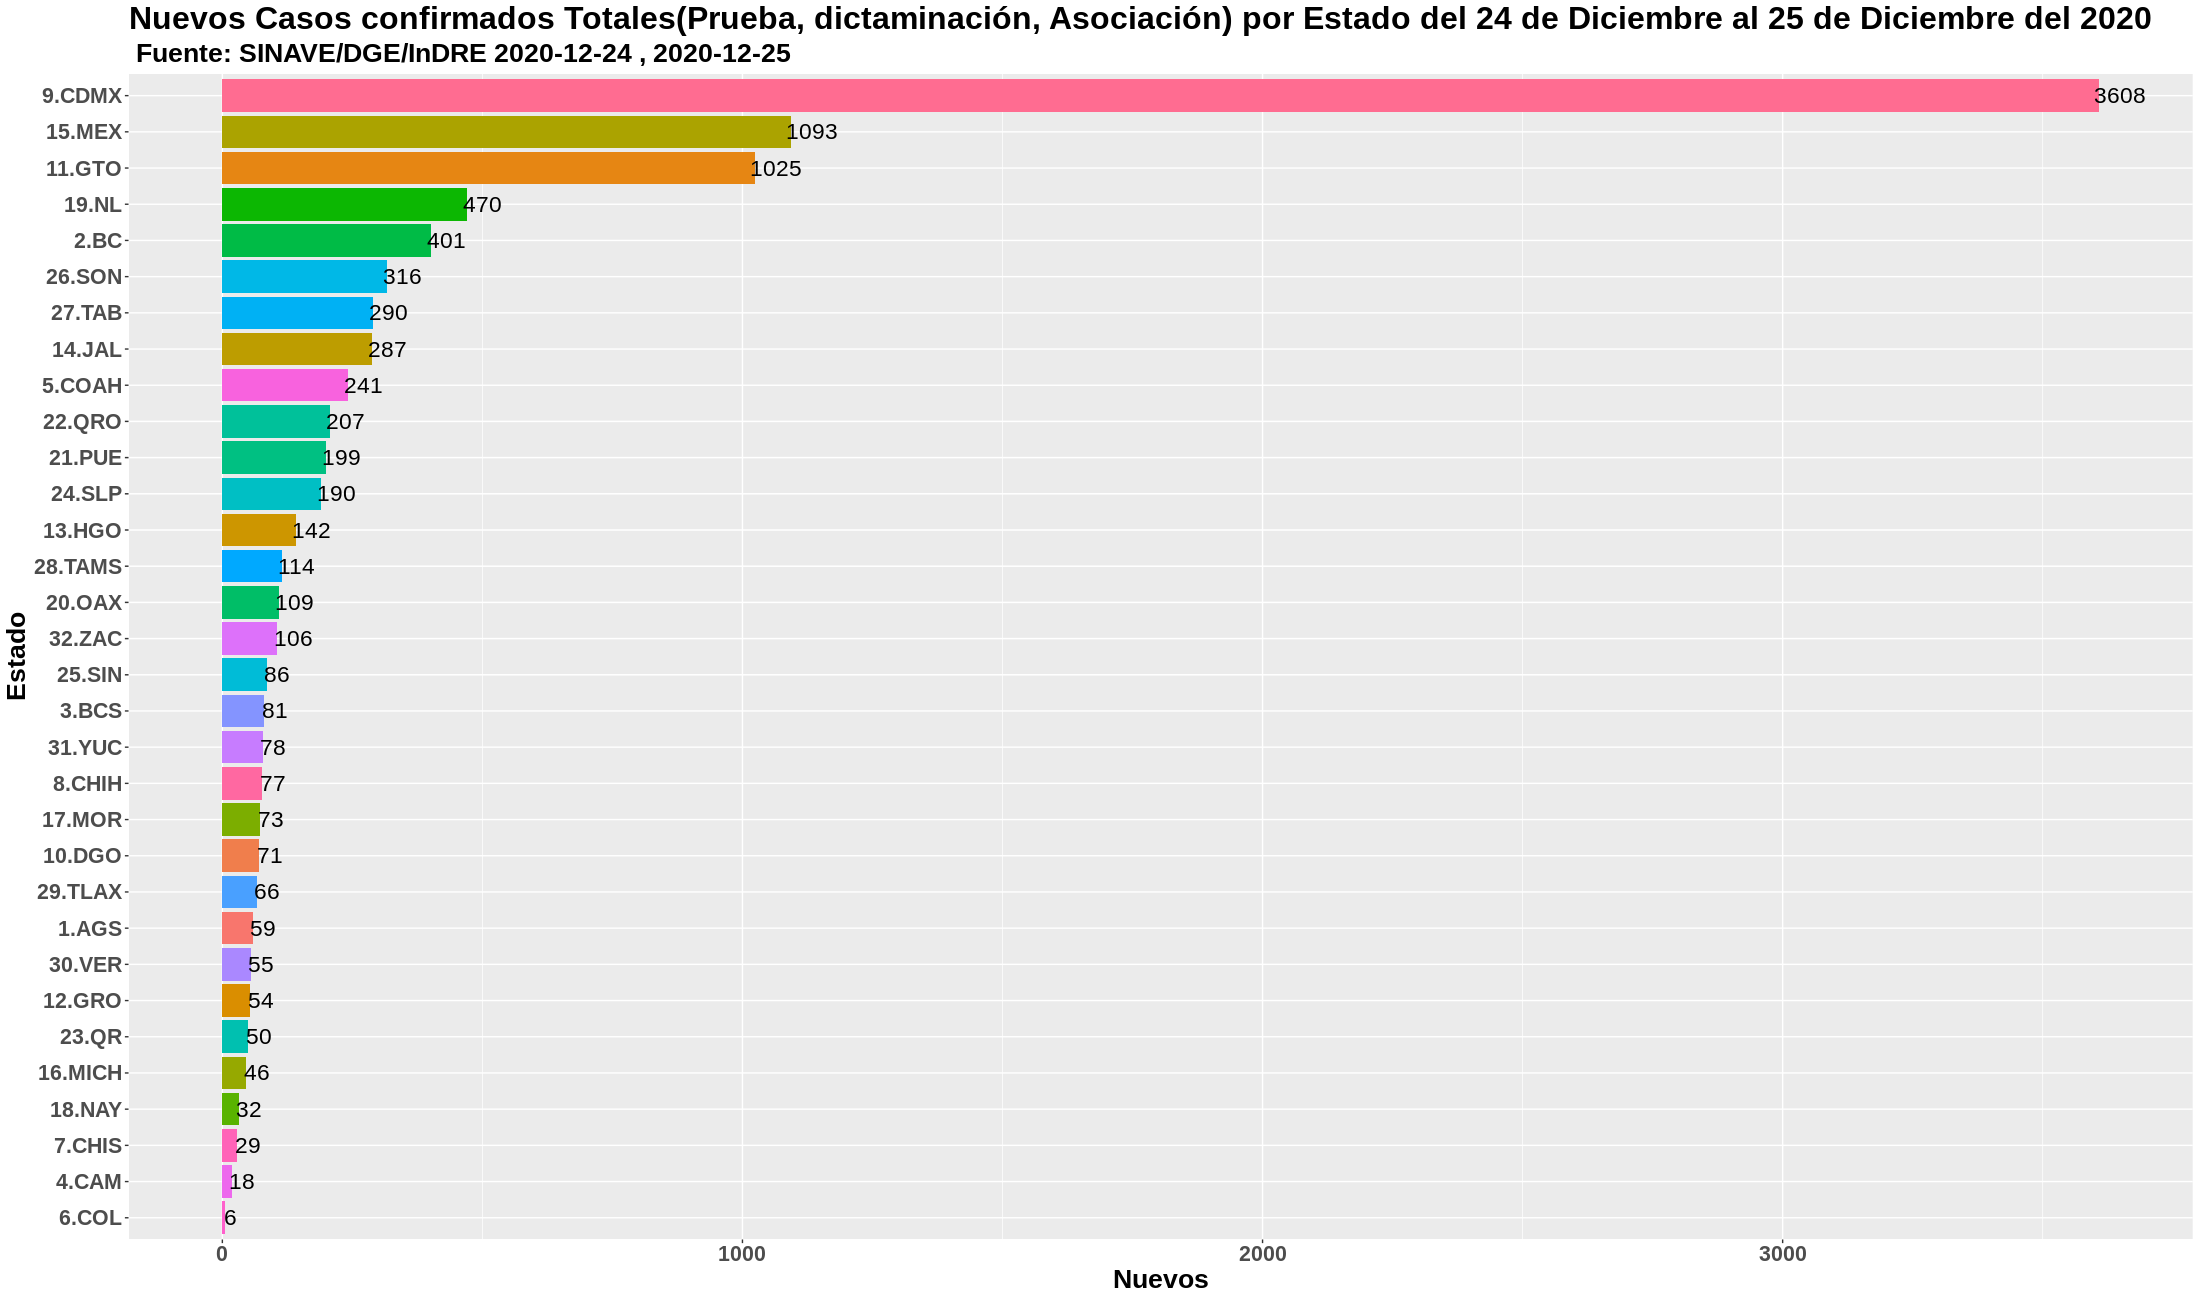 Nuevos Casos confirmados Totales(Prueba, dictaminación, Asociación) por Estado del 24 de Diciembre al 25 de Diciembre del 2020
Fuente: SINAVE/DGE/InDRE 2020-12-24 , 2020-12-25
Estado
9.CDMX 3608
15.MEX 1093
11.GTO 1025
19.NL 470
2.BC 401
26.SON 316
27.TAB 290
14.JAL 287
5.COAH 241
22.QRO 207
21.PUE 199
24.SLP 190
13.HGO 142
28.TAMS 114
20.OAX 109
32.ZAC 106
25.SIN 86
3.BCS 81
31.YUC 78
8.CHIH 77
17.MOR 73
10.DGO 71
29.TLAX 66
1.AGS 59
30.VER 55
12.GRO 54
23.QR 50
16.MICH 46
18.NAY 32
7.CHIS 29
4.CAM 18
6.COL 6
0 1000 2000 3000
Nuevos